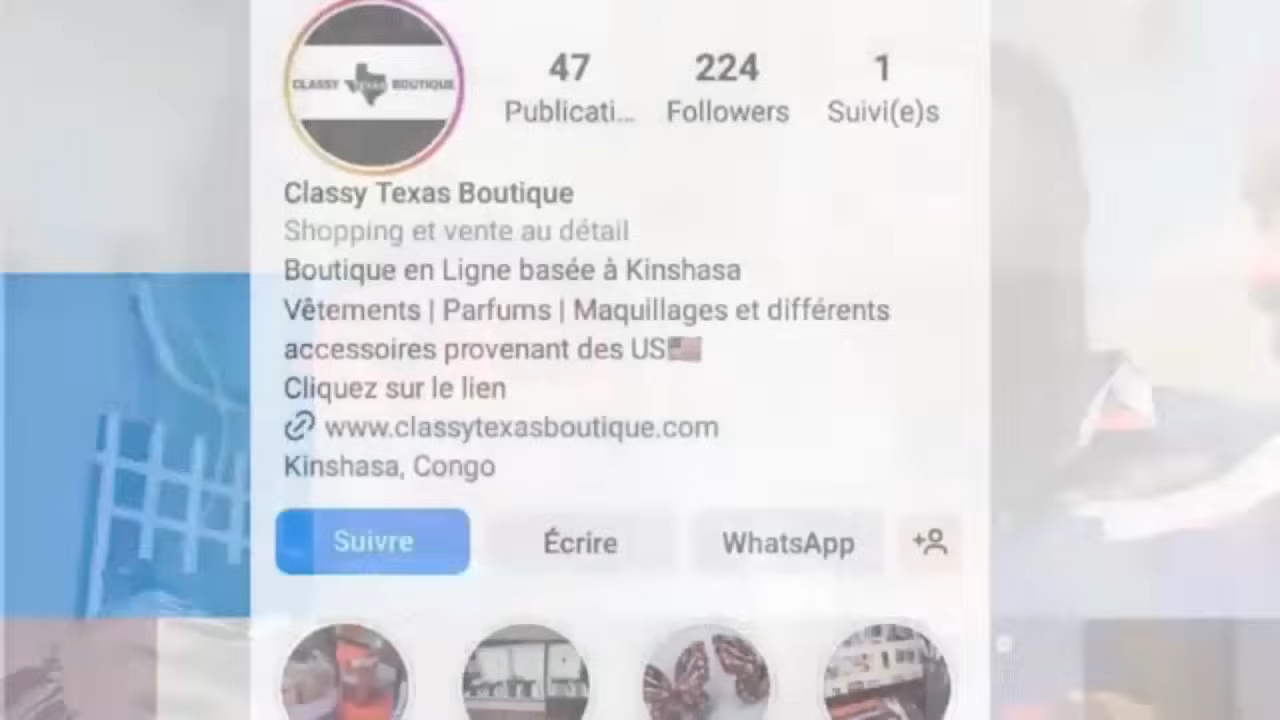 CLASSY TEXAS BOUTIQUE
47 224 1
Publicati... Followers Suivi(e)s
Classy Texas Boutique
Shopping et vente au détail
Boutique en Ligne basée à Kinshasa
Vêtements | Parfums | Maquillages et différents
accessoires provenant des US🇺🇸
Cliquez sur le lien
www.classytexasboutique.com
Kinshasa, Congo
Suivre Écrire WhatsApp